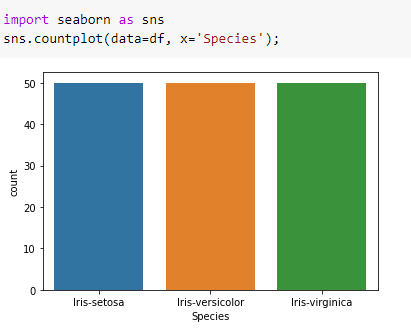 import seaborn as sns
sns.countplot(data=df, x='Species');
50
40
30
20
10
0
count
Iris-setosa
Iris-versicolor
Iris-virginica
Species